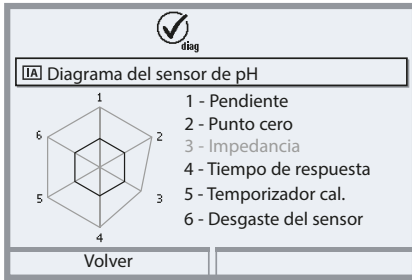 diag
IA Diagrama del sensor de pH
1
2
3
4
5
6
1 - Pendiente
2 - Punto cero
3 - Impedancia
4 - Tiempo de respuesta
5 - Temporizador cal.
6 - Desgaste del sensor
Volver